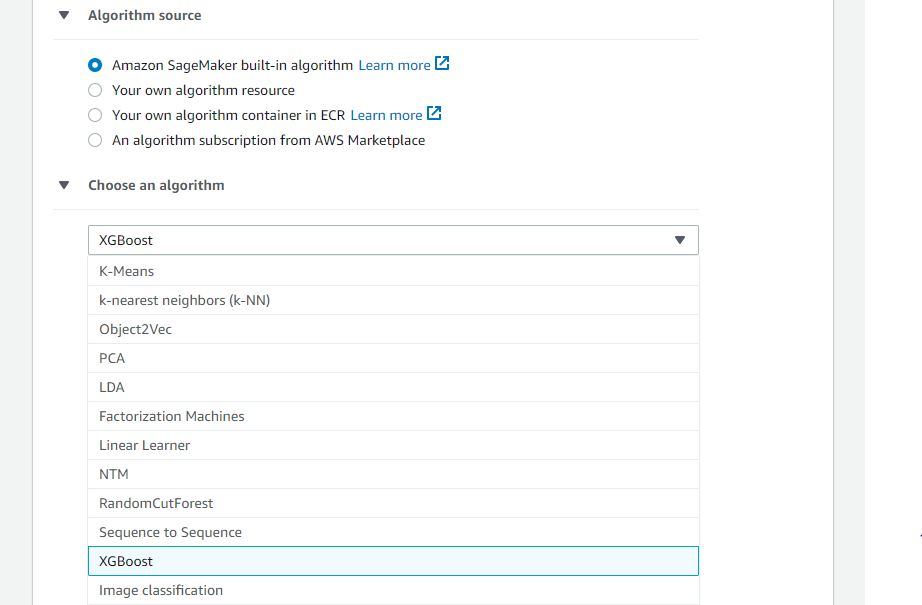 Algorithm source
Amazon SageMaker built-in algorithm Learn more
Your own algorithm resource
Your own algorithm container in ECR Learn more
An algorithm subscription from AWS Marketplace
Choose an algorithm
XGBoost
K-Means
k-nearest neighbors (k-NN)
Object2Vec
PCA
LDA
Factorization Machines
Linear Learner
NTM
RandomCutForest
Sequence to Sequence
XGBoost
Image classification